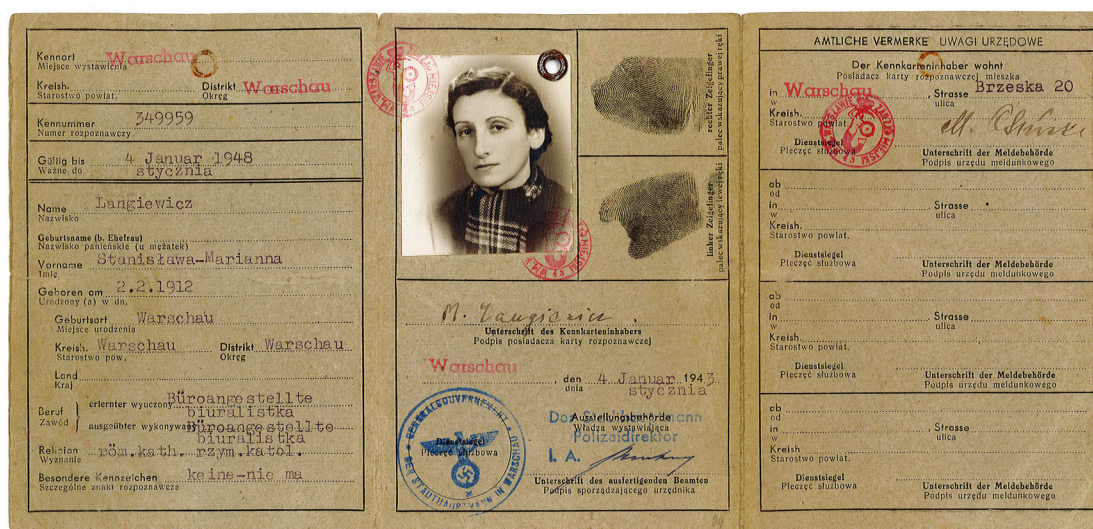 Kennort Warschau
Miejsce wystawienia
Kreish. Distrikt Warschau
Starostwo powiat. Okręg
Kennummer 349959
Numer rozpoznawczy
Gültig bis 4 Januar 1948
Ważne do stycznia
Name Langiewicz
Nazwisko
Geburtsname (b. Ehefrau)
Nazwisko panieńskie (u mężatek)
Vorname Stanisława-Marianna
Imię
Geboren am 2.2.1912
Urodzony (a) w dn.
Geburtsort Warschau
Miejsce urodzenia
Kreish. Warschau Distrikt Warschau
Starostwo pow. Okręg
Land
Kraj
Beruf erlernter wyuczony Büroangestellte
Zawód biuralistka
ausgeübter wykonywany Büroangestellte
biuralistka
Religion röm.kath. rzym.katol.
Wyznanie
Besondere Kennzeichen keine-nie ma
Szczególne znaki rozpoznawcze
rechter Zeigefinger
palec wskazujący prawej ręki
linker Zeigefinger
palec wskazujący lewej ręki
M. Langiewicz
Unterschrift des Kennkarteninhabers
Podpis posiadacza karty rozpoznawczej
Warschau, den 4 Januar 1943
dnia stycznia
Ausstellungsbehörde
Władza wystawiająca
Polizeidirektor
I. A.
Dienstsiegel
Pieczęć służbowa
GENERALGOUVERNEMENT
DER STADTHAUPTMANN IN WARSCHAU
Unterschrift des ausfertigenden Beamten
Podpis sporządzającego urzędnika
AMTLICHE VERMERKE UWAGI URZĘDOWE
Der Kennkarteninhaber wohnt
Posiadacz karty rozpoznawczej mieszka
in Warschau Strasse Brzeska 20
w ulica
Kreish.
Starostwo powiat.
Dienstsiegel Unterschrift der Meldebehörde
Pieczęć służbowa Podpis urzędu meldunkowego
ab
od
in Strasse
w ulica
Kreish.
Starostwo powiat.
Dienstsiegel Unterschrift der Meldebehörde
Pieczęć służbowa Podpis urzędu meldunkowego
ab
od
in Strasse
w ulica
Kreish.
Starostwo powiat.
Dienstsiegel Unterschrift der Meldebehörde
Pieczęć służbowa Podpis urzędu meldunkowego
ab
od
in Strasse
w ulica
Kreish
Starostwo powiat.
Dienstsiegel Unterschrift der Meldebehörde
Pieczęć służbowa Podpis urzędu meldunkowego